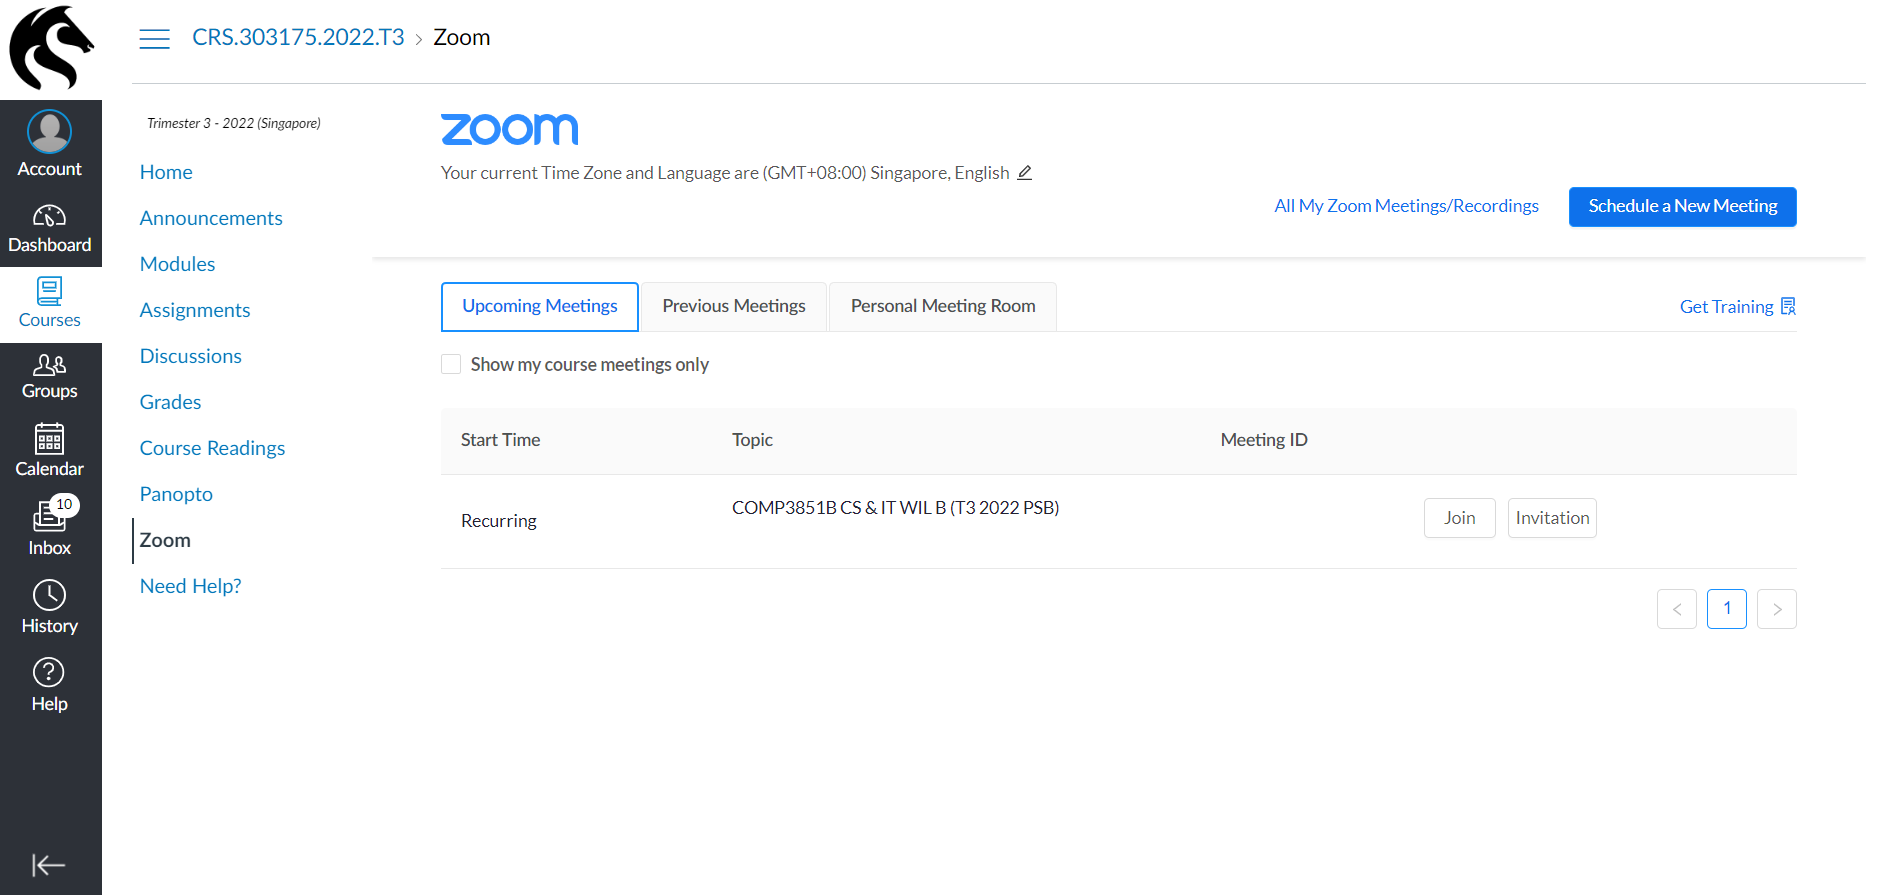 CRS.303175.2022.T3 > Zoom
Account
Dashboard
Courses
Groups
Calendar
10
Inbox
History
Help
Trimester 3 - 2022 (Singapore)
Home
Announcements
Modules
Assignments
Discussions
Grades
Course Readings
Panopto
Zoom
Need Help?
zoom
Your current Time Zone and Language are (GMT+08:00) Singapore, English
All My Zoom Meetings/Recordings
Schedule a New Meeting
Upcoming Meetings
Previous Meetings
Personal Meeting Room
Get Training
Show my course meetings only
Start Time Topic Meeting ID
Recurring COMP3851B CS & IT WIL B (T3 2022 PSB) Join Invitation
< 1 >